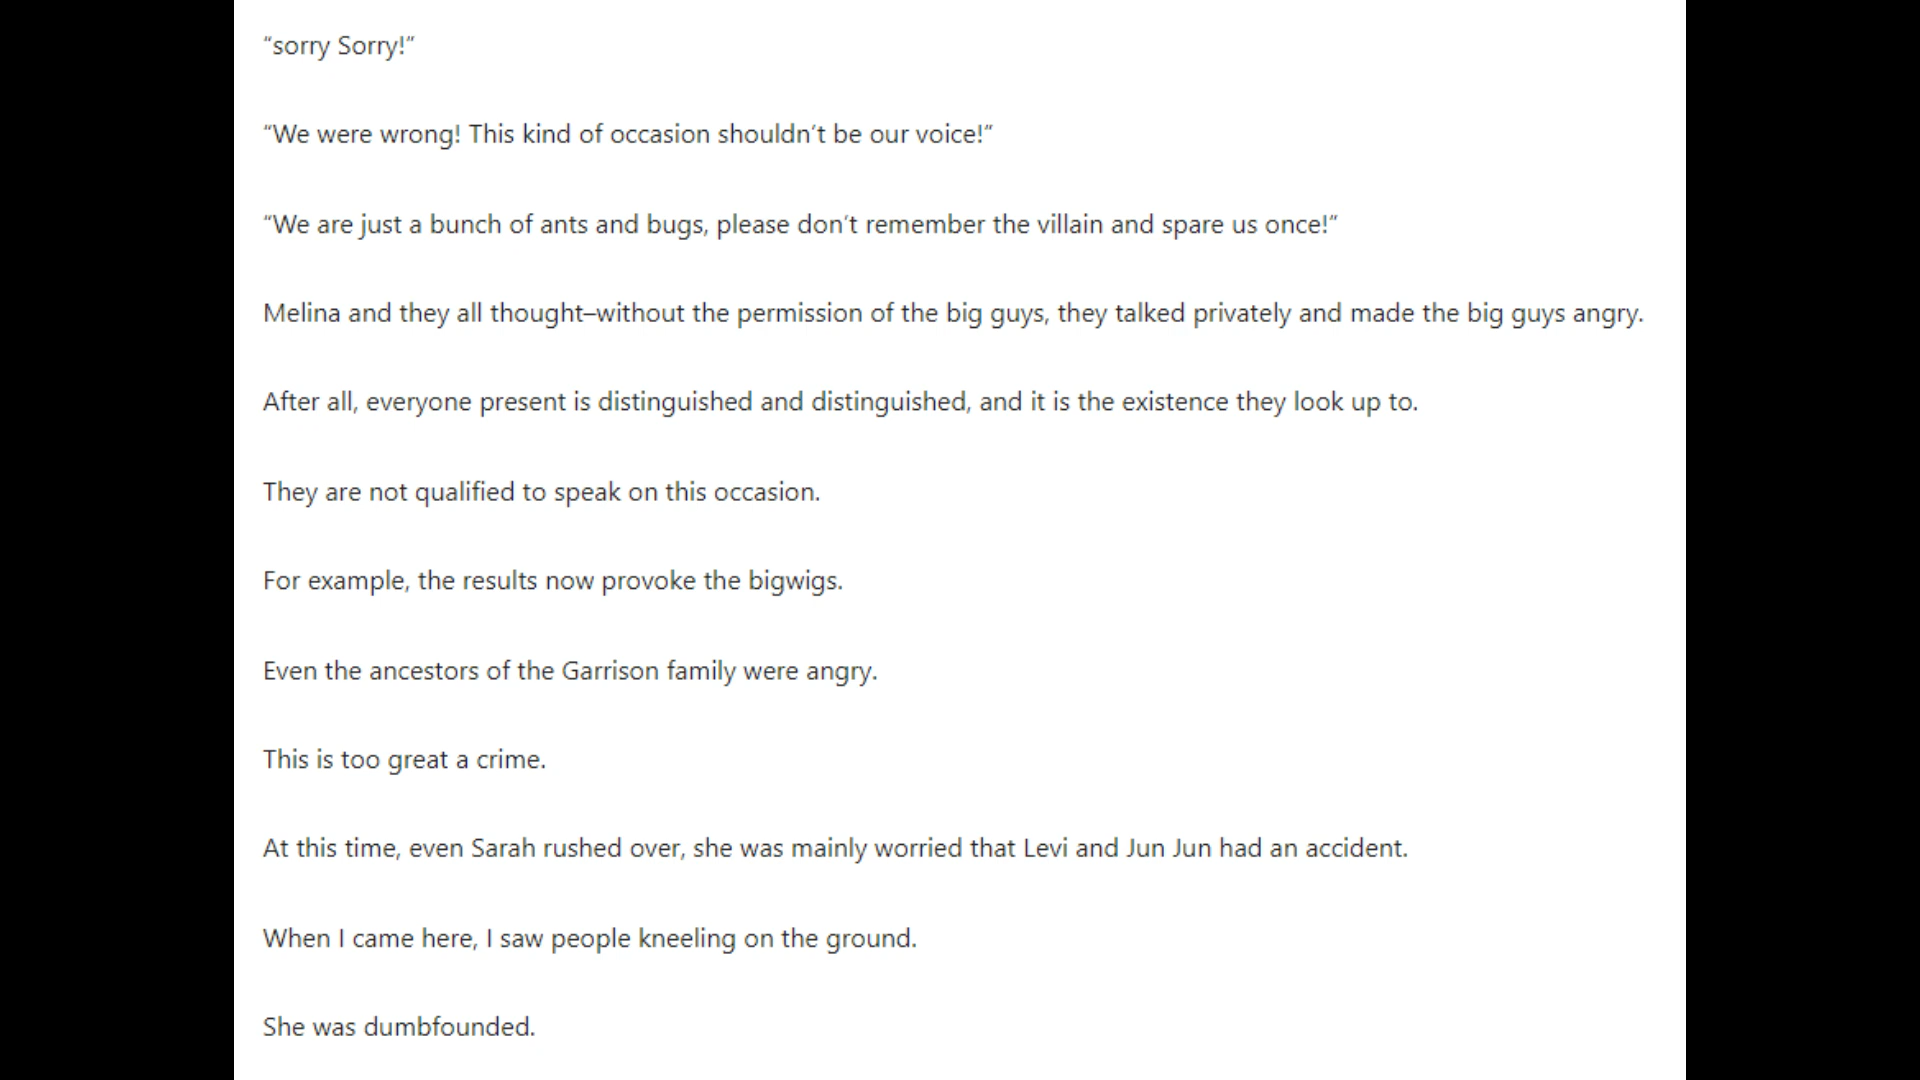 “sorry Sorry!”
“We were wrong! This kind of occasion shouldn’t be our voice!”
“We are just a bunch of ants and bugs, please don’t remember the villain and spare us once!”
Melina and they all thought–without the permission of the big guys, they talked privately and made the big guys angry.
After all, everyone present is distinguished and distinguished, and it is the existence they look up to.
They are not qualified to speak on this occasion.
For example, the results now provoke the bigwigs.
Even the ancestors of the Garrison family were angry.
This is too great a crime.
At this time, even Sarah rushed over, she was mainly worried that Levi and Jun Jun had an accident.
When I came here, I saw people kneeling on the ground.
She was dumbfounded.